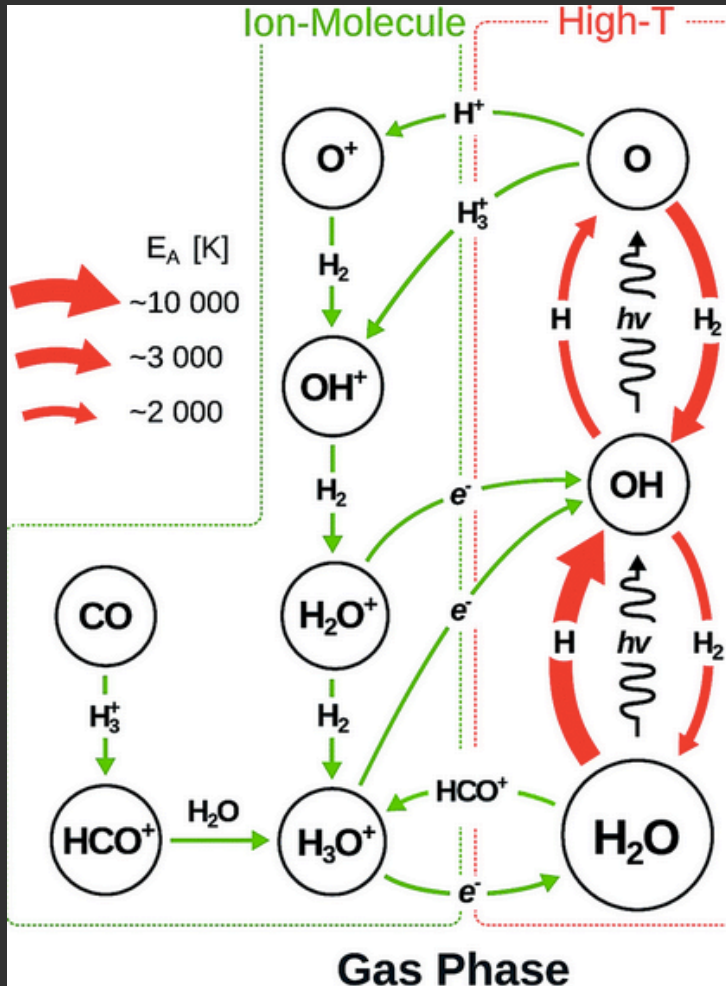 Ion-Molecule
High-T
H⁺
O⁺
O
H₃⁺
E_A [K]
~10 000
~3 000
~2 000
H₂
H
hν
H₂
OH⁺
H₂
e⁻
OH
CO
H₂O⁺
e⁻
H
hν
H₂
H₃⁺
H₂
HCO⁺
HCO⁺
H₂O
H₃O⁺
H₂O
e⁻
Gas Phase